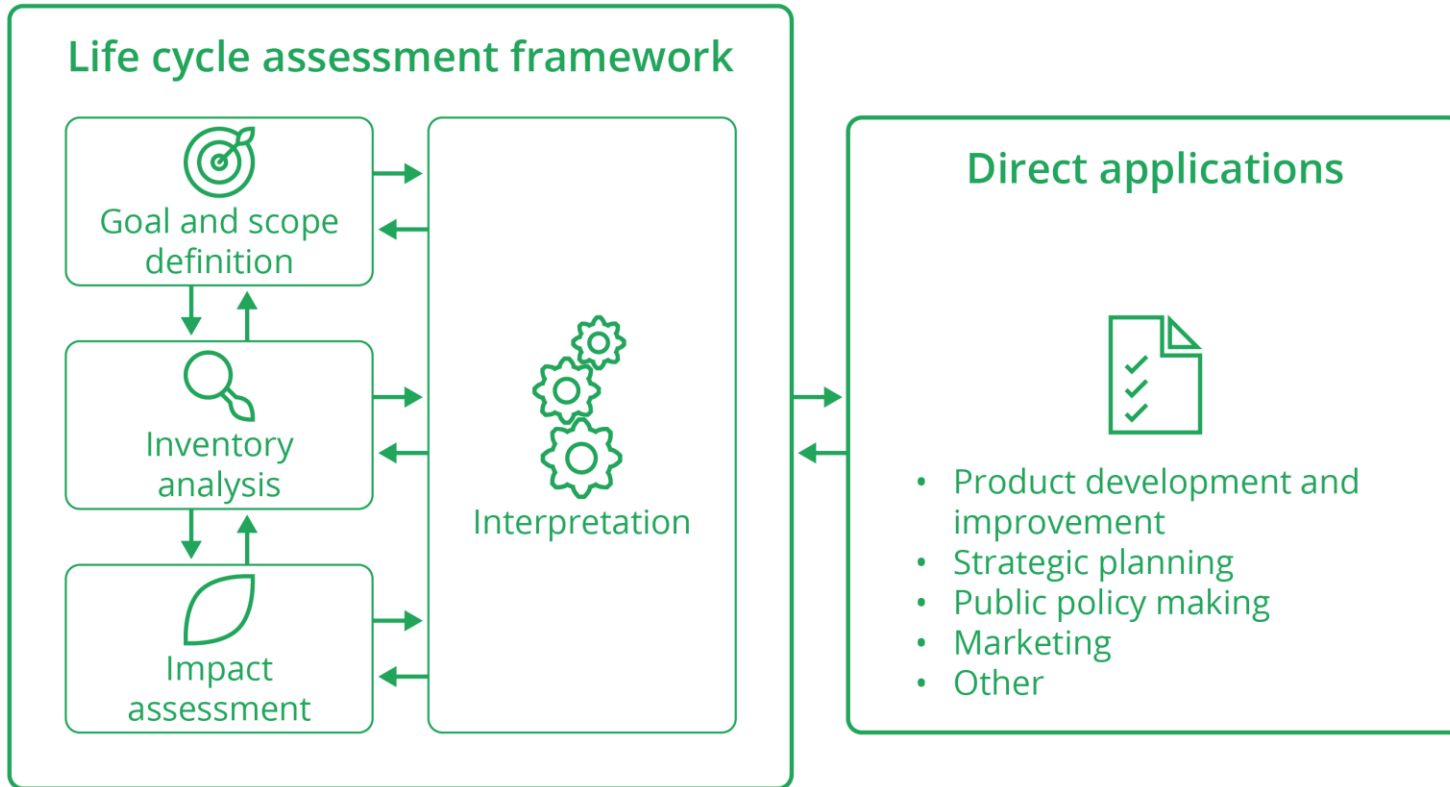 Life cycle assessment framework
Goal and scope
definition
Inventory
analysis
Impact
assessment
Interpretation
Direct applications
• Product development and
improvement
• Strategic planning
• Public policy making
• Marketing
• Other